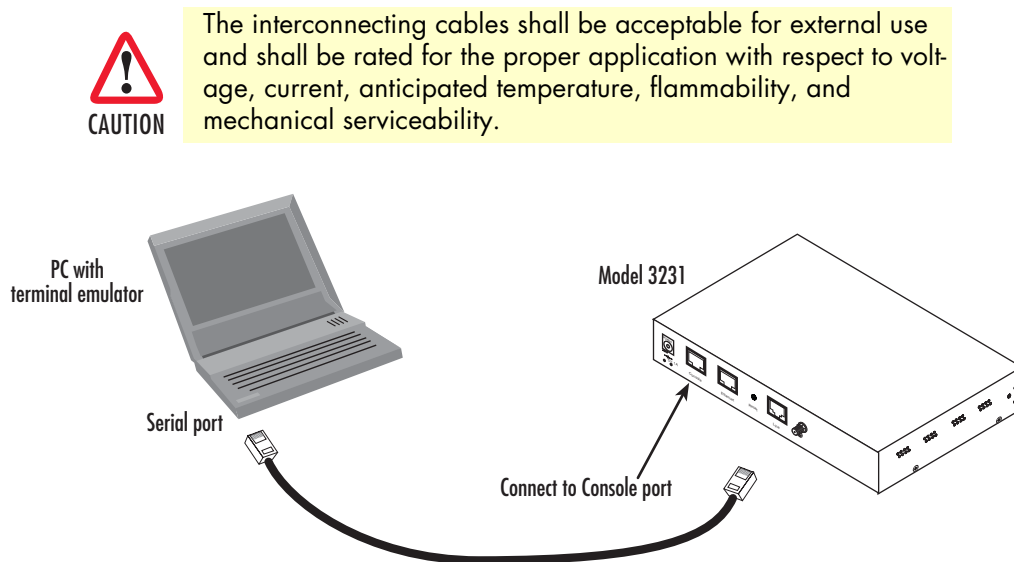 The interconnecting cables shall be acceptable for external use
and shall be rated for the proper application with respect to volt-
age, current, anticipated temperature, flammability, and
mechanical serviceability.
CAUTION
PC with
terminal emulator
Model 3231
Console
Ethernet
Serial port
Connect to Console port